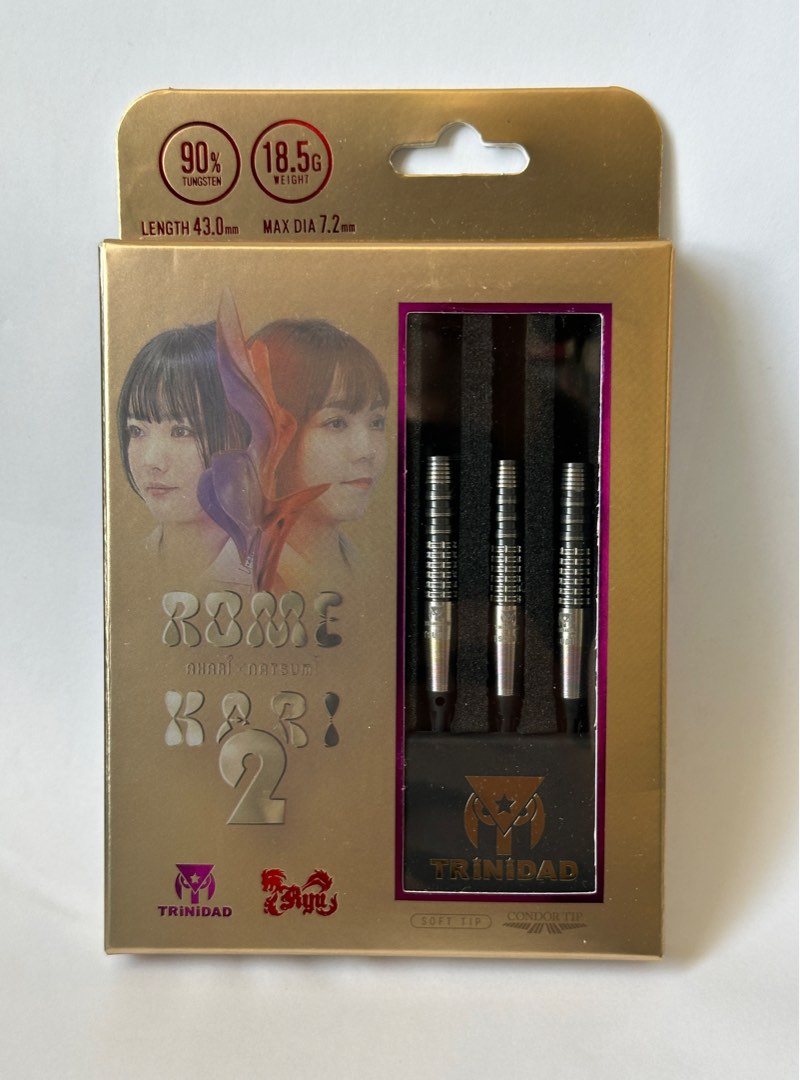 90%
TUNGSTEN
18.5G
WEIGHT
LENGTH 43.0mm
MAX DIA 7.2mm
ROME
AKARI × NATSUMI
KARI
2
TRiNiDAD
Ryu
TRiNiDAD
SOFT TIP
CONDOR TIP